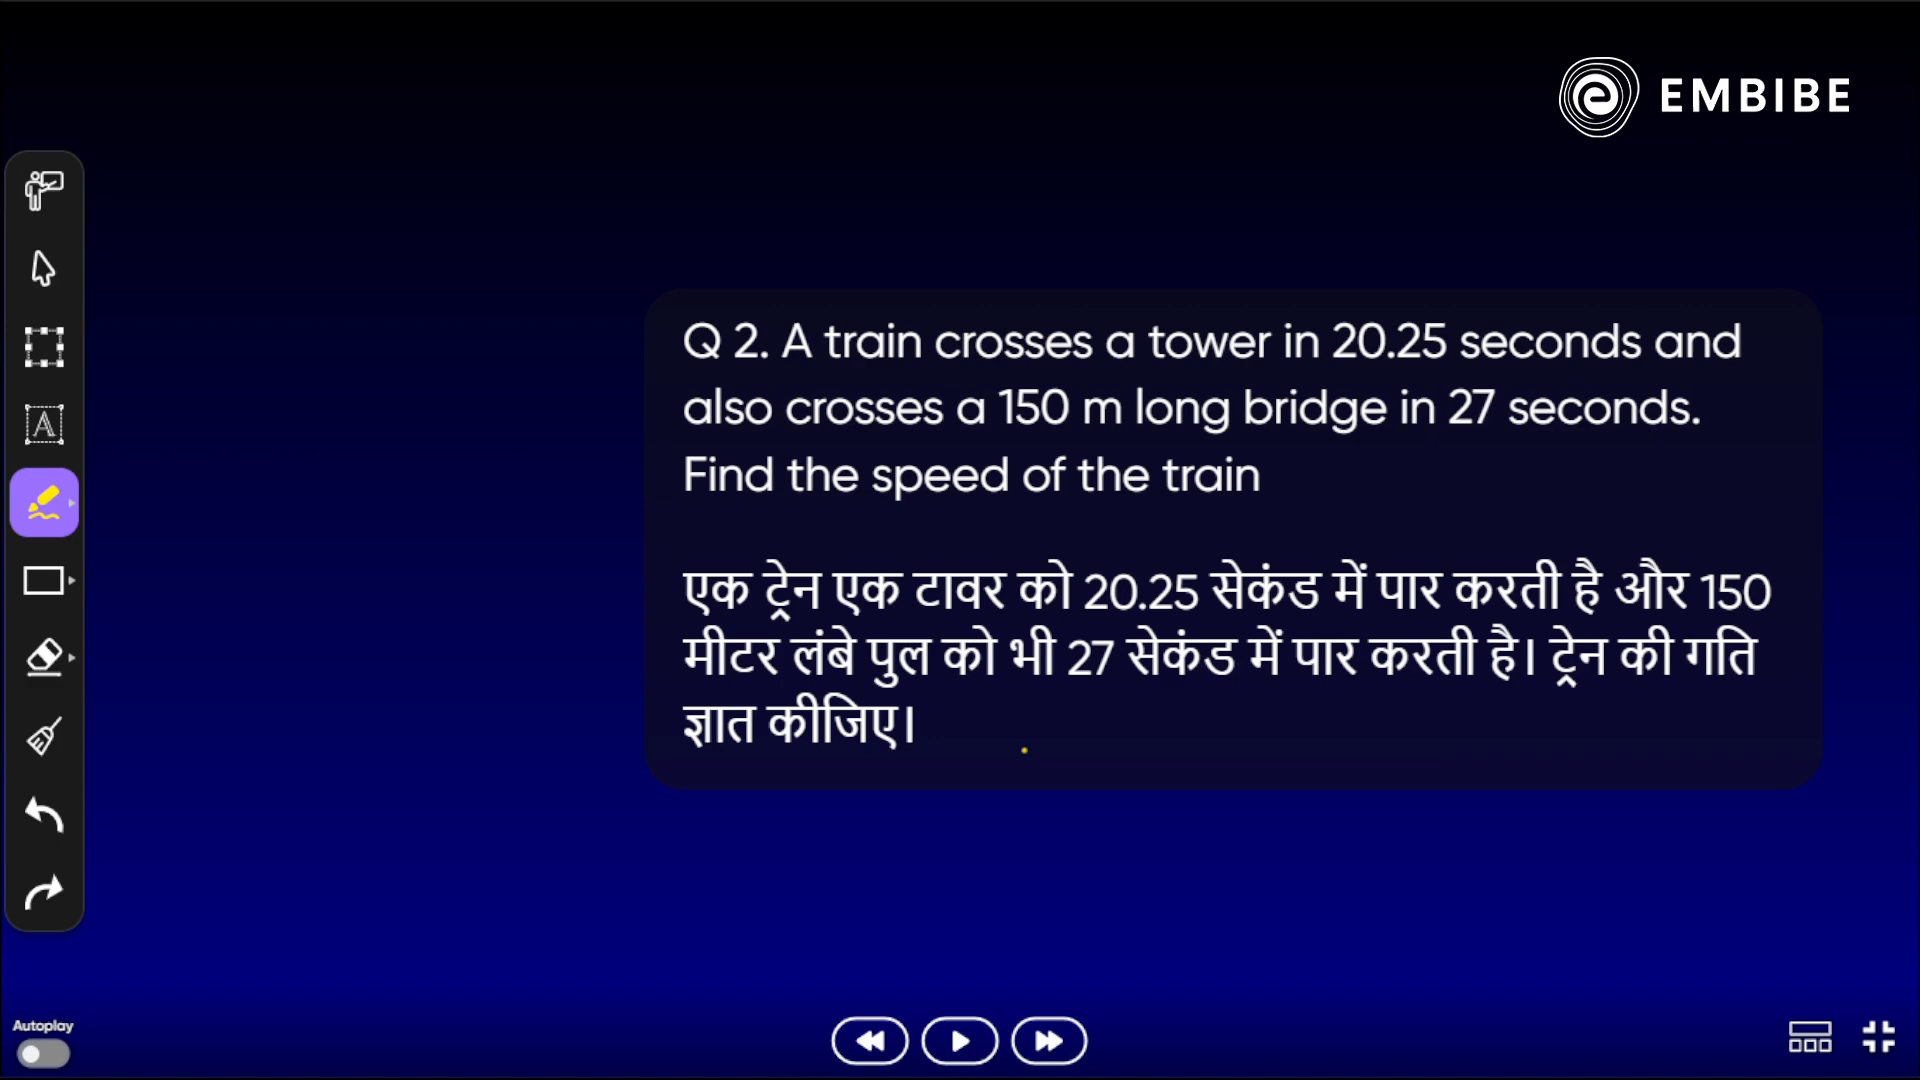 EMBIBE
Q 2. A train crosses a tower in 20.25 seconds and
also crosses a 150 m long bridge in 27 seconds.
Find the speed of the train
एक ट्रेन एक टावर को 20.25 सेकंड में पार करती है और 150
मीटर लंबे पुल को भी 27 सेकंड में पार करती है। ट्रेन की गति
ज्ञात कीजिए।
A
Autoplay